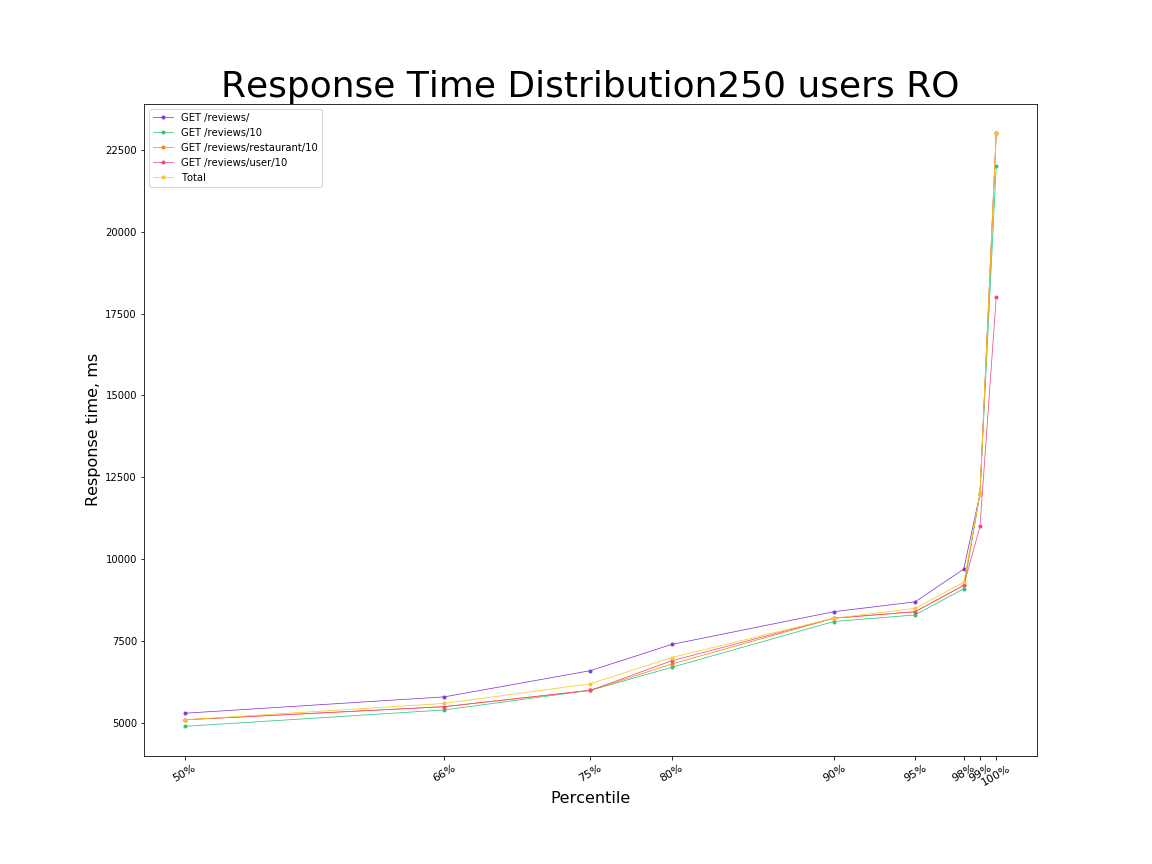 Response Time Distribution250 users RO
GET /reviews/
GET /reviews/10
GET /reviews/restaurant/10
GET /reviews/user/10
Total
22500
20000
17500
15000
12500
10000
7500
5000
Response time, ms
50% 66% 75% 80% 90% 95% 98% 99% 100%
Percentile